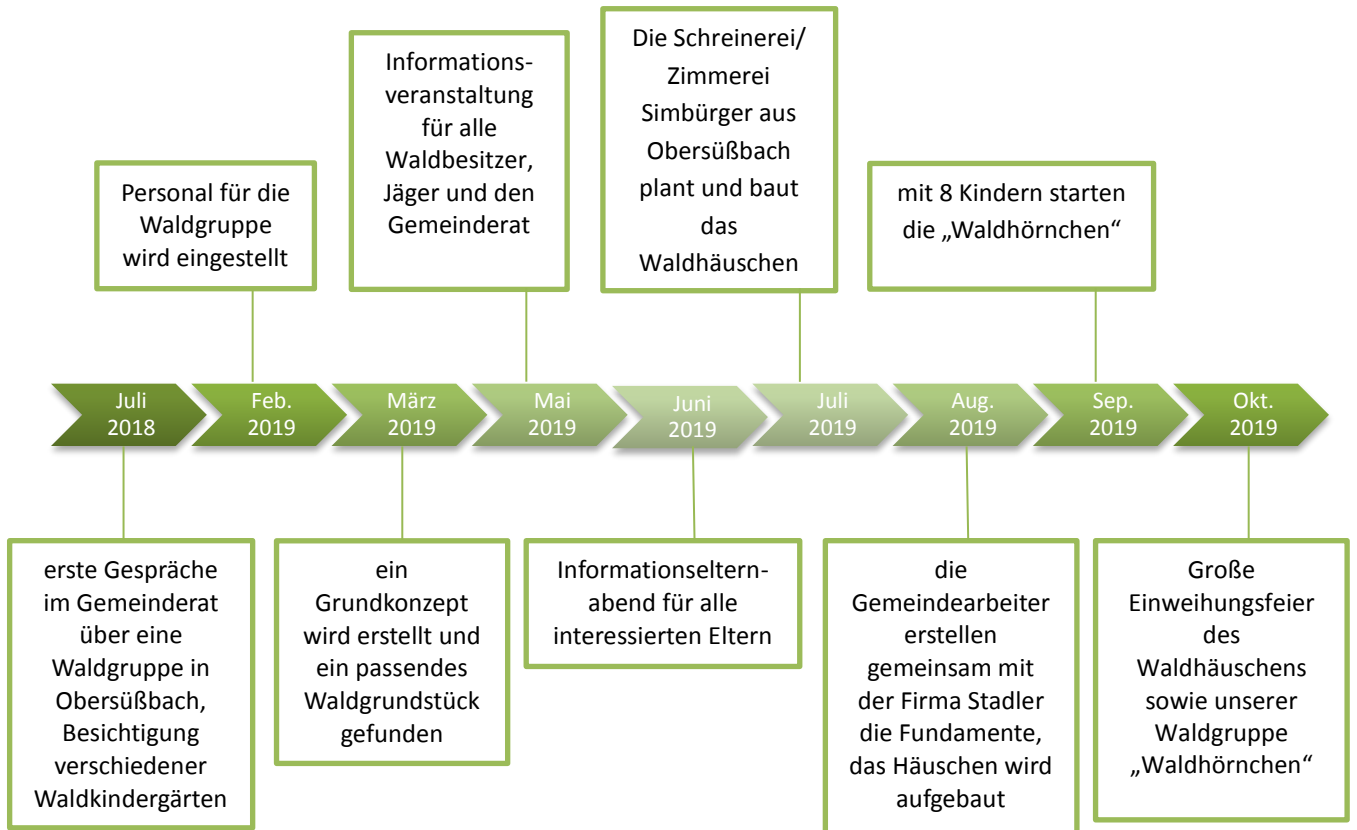 Personal für die
Waldgruppe
wird eingestellt
Informations-
veranstaltung
für alle
Waldbesitzer,
Jäger und den
Gemeinderat
Die Schreinerei/
Zimmerei
Simbürger aus
Obersüßbach
plant und baut
das
Waldhäuschen
mit 8 Kindern starten
die „Waldhörnchen“
Juli
2018
Feb.
2019
März
2019
Mai
2019
Juni
2019
Juli
2019
Aug.
2019
Sep.
2019
Okt.
2019
erste Gespräche
im Gemeinderat
über eine
Waldgruppe in
Obersüßbach,
Besichtigung
verschiedener
Waldkindergärten
ein
Grundkonzept
wird erstellt und
ein passendes
Waldgrundstück
gefunden
Informationseltern-
abend für alle
interessierten Eltern
die
Gemeindearbeiter
erstellen
gemeinsam mit
der Firma Stadler
die Fundamente,
das Häuschen wird
aufgebaut
Große
Einweihungsfeier
des
Waldhäuschens
sowie unserer
Waldgruppe
„Waldhörnchen“